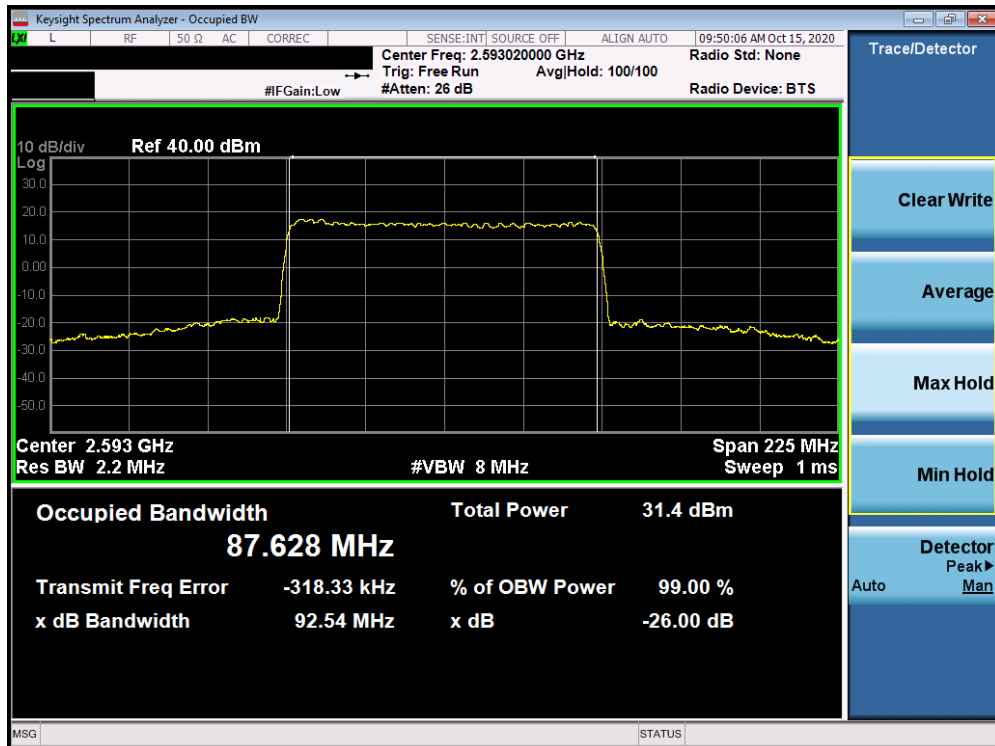 Keysight Spectrum Analyzer - Occupied BW
LXI L RF 50 Ω AC CORREC SENSE:INT SOURCE OFF ALIGN AUTO 09:50:06 AM Oct 15, 2020
Center Freq: 2.593020000 GHz Radio Std: None
Trig: Free Run Avg|Hold: 100/100
#IFGain:Low #Atten: 26 dB Radio Device: BTS
10 dB/div Ref 40.00 dBm
Log
30.0
20.0
10.0
0.00
-10.0
-20.0
-30.0
-40.0
-50.0
Center 2.593 GHz Span 225 MHz
Res BW 2.2 MHz #VBW 8 MHz Sweep 1 ms
Occupied Bandwidth Total Power 31.4 dBm
87.628 MHz
Transmit Freq Error -318.33 kHz % of OBW Power 99.00 %
x dB Bandwidth 92.54 MHz x dB -26.00 dB
MSG STATUS
Trace/Detector
Clear Write
Average
Max Hold
Min Hold
Detector
Peak▶
Auto Man